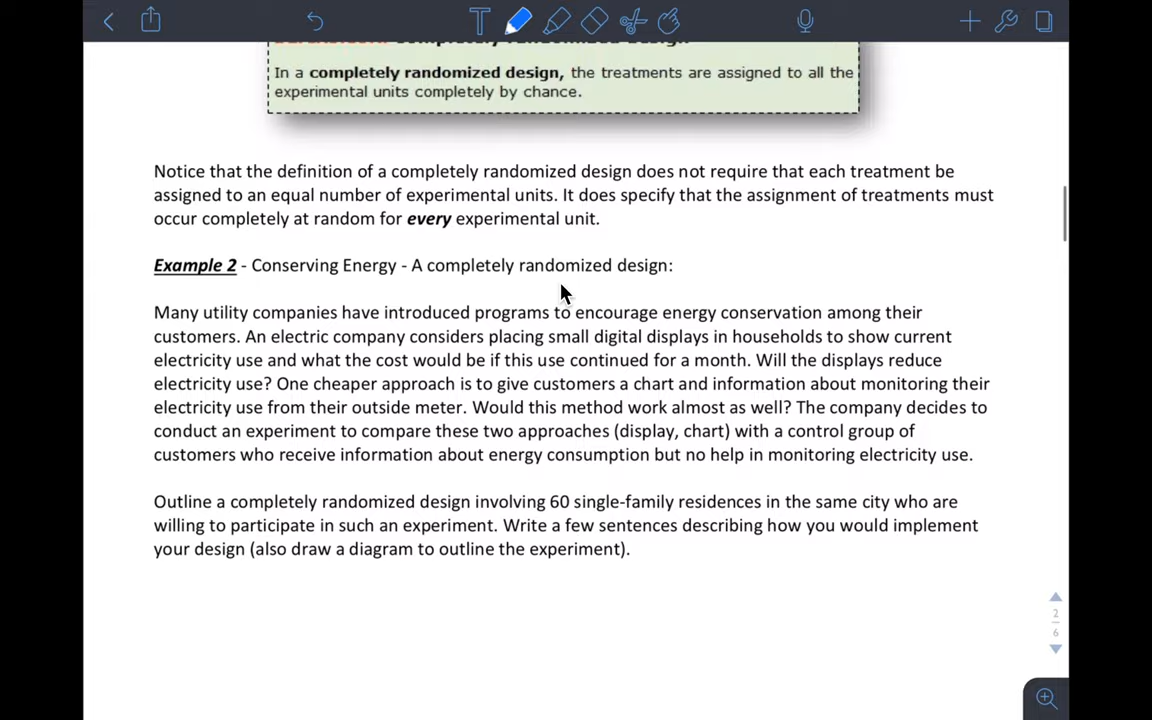 In a completely randomized design, the treatments are assigned to all the
experimental units completely by chance.
Notice that the definition of a completely randomized design does not require that each treatment be
assigned to an equal number of experimental units. It does specify that the assignment of treatments must
occur completely at random for every experimental unit.
Example 2 - Conserving Energy - A completely randomized design:
Many utility companies have introduced programs to encourage energy conservation among their
customers. An electric company considers placing small digital displays in households to show current
electricity use and what the cost would be if this use continued for a month. Will the displays reduce
electricity use? One cheaper approach is to give customers a chart and information about monitoring their
electricity use from their outside meter. Would this method work almost as well? The company decides to
conduct an experiment to compare these two approaches (display, chart) with a control group of
customers who receive information about energy consumption but no help in monitoring electricity use.
Outline a completely randomized design involving 60 single-family residences in the same city who are
willing to participate in such an experiment. Write a few sentences describing how you would implement
your design (also draw a diagram to outline the experiment).
2
6